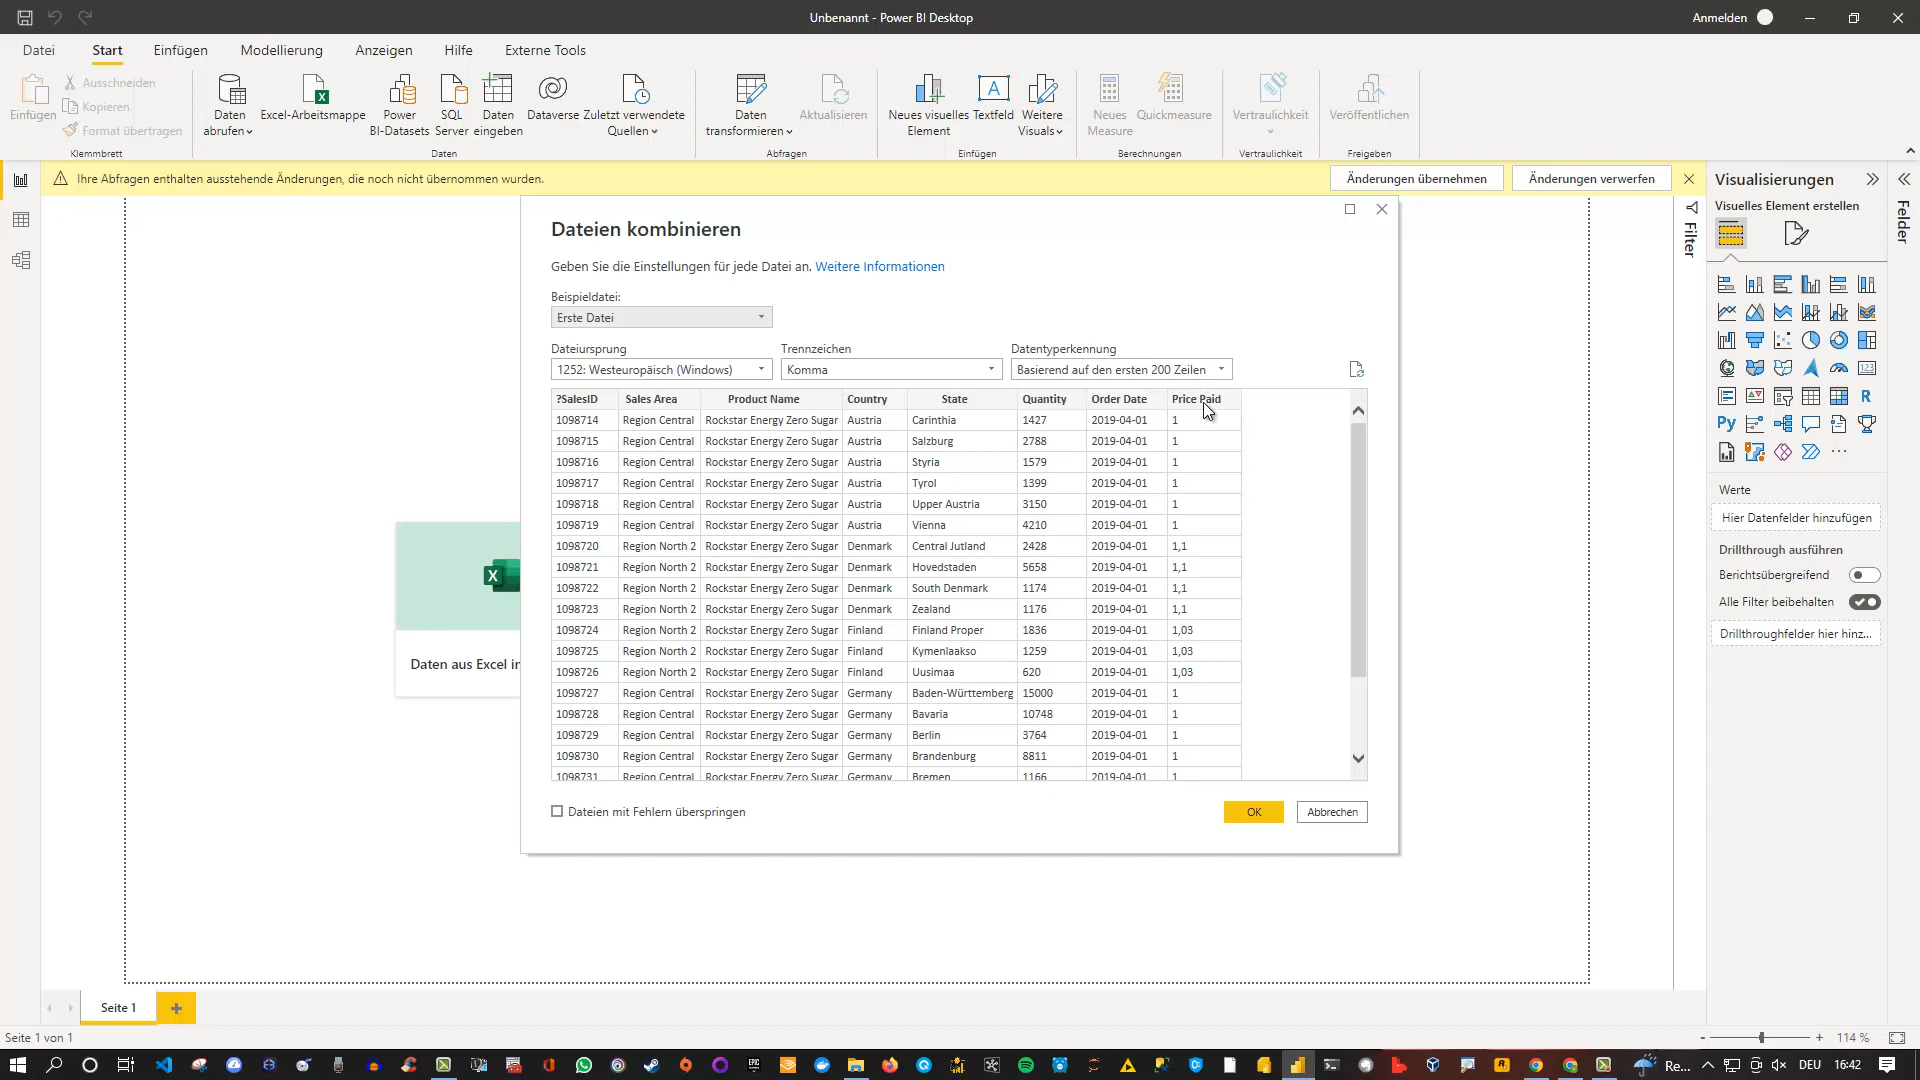 Unbenannt - Power BI Desktop
Anmelden
Datei
Start
Einfügen
Modellierung
Anzeigen
Hilfe
Externe Tools
Einfügen
Ausschneiden
Kopieren
Format übertragen
Klemmbrett
Daten
abrufen
Excel-Arbeitsmappe
Power
BI-Datasets
SQL
Server
Daten
eingeben
Dataverse
Zuletzt verwendete
Quellen
Daten
Daten
transformieren
Aktualisieren
Abfragen
Neues visuelles
Element
Textfeld
Weitere
Visuals
Einfügen
Neues
Measure
Quickmeasure
Berechnungen
Vertraulichkeit
Vertraulichkeit
Veröffentlichen
Freigeben
Ihre Abfragen enthalten ausstehende Änderungen, die noch nicht übernommen wurden.
Änderungen übernehmen
Änderungen verwerfen
Dateien kombinieren
Geben Sie die Einstellungen für jede Datei an. Weitere Informationen
Beispieldatei:
Erste Datei
Dateiursprung
Trennzeichen
Datentyperkennung
1252: Westeuropäisch (Windows)
Komma
Basierend auf den ersten 200 Zeilen
?SalesID Sales Area Product Name Country State Quantity Order Date Price Paid
1098714 Region Central Rockstar Energy Zero Sugar Austria Carinthia 1427 2019-04-01 1
1098715 Region Central Rockstar Energy Zero Sugar Austria Salzburg 2788 2019-04-01 1
1098716 Region Central Rockstar Energy Zero Sugar Austria Styria 1579 2019-04-01 1
1098717 Region Central Rockstar Energy Zero Sugar Austria Tyrol 1399 2019-04-01 1
1098718 Region Central Rockstar Energy Zero Sugar Austria Upper Austria 3150 2019-04-01 1
1098719 Region Central Rockstar Energy Zero Sugar Austria Vienna 4210 2019-04-01 1
1098720 Region North 2 Rockstar Energy Zero Sugar Denmark Central Jutland 2428 2019-04-01 1,1
1098721 Region North 2 Rockstar Energy Zero Sugar Denmark Hovedstaden 5658 2019-04-01 1,1
1098722 Region North 2 Rockstar Energy Zero Sugar Denmark South Denmark 1174 2019-04-01 1,1
1098723 Region North 2 Rockstar Energy Zero Sugar Denmark Zealand 1176 2019-04-01 1,1
1098724 Region North 2 Rockstar Energy Zero Sugar Finland Finland Proper 1836 2019-04-01 1,03
1098725 Region North 2 Rockstar Energy Zero Sugar Finland Kymenlaakso 1259 2019-04-01 1,03
1098726 Region North 2 Rockstar Energy Zero Sugar Finland Uusimaa 620 2019-04-01 1,03
1098727 Region Central Rockstar Energy Zero Sugar Germany Baden-Württemberg 15000 2019-04-01 1
1098728 Region Central Rockstar Energy Zero Sugar Germany Bavaria 10748 2019-04-01 1
1098729 Region Central Rockstar Energy Zero Sugar Germany Berlin 3764 2019-04-01 1
1098730 Region Central Rockstar Energy Zero Sugar Germany Brandenburg 8811 2019-04-01 1
1098731 Region Central Rockstar Energy Zero Sugar Germany Bremen 1166 2019-04-01 1
Dateien mit Fehlern überspringen
OK
Abbrechen
Daten aus Excel in
Filter
Visualisierungen
Visuelles Element erstellen
Felder
Werte
Hier Datenfelder hinzufügen
Drillthrough ausführen
Berichtsübergreifend
Alle Filter beibehalten
Drillthroughfelder hier hinz...
Seite 1
Seite 1 von 1
114 %
Re...
DEU
16:42